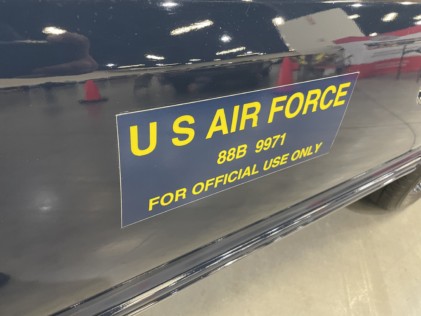 U S AIR FORCE
88B 9971
FOR OFFICIAL USE ONLY